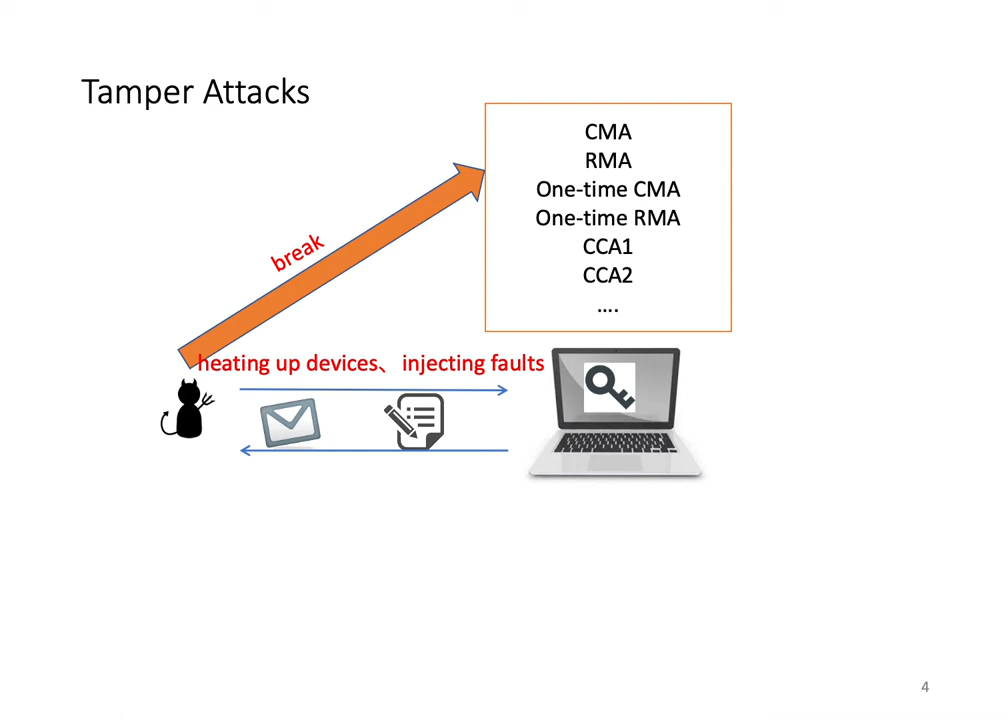 Tamper Attacks
CMA
RMA
One-time CMA
One-time RMA
CCA1
CCA2
....
break
heating up devices、injecting faults
4